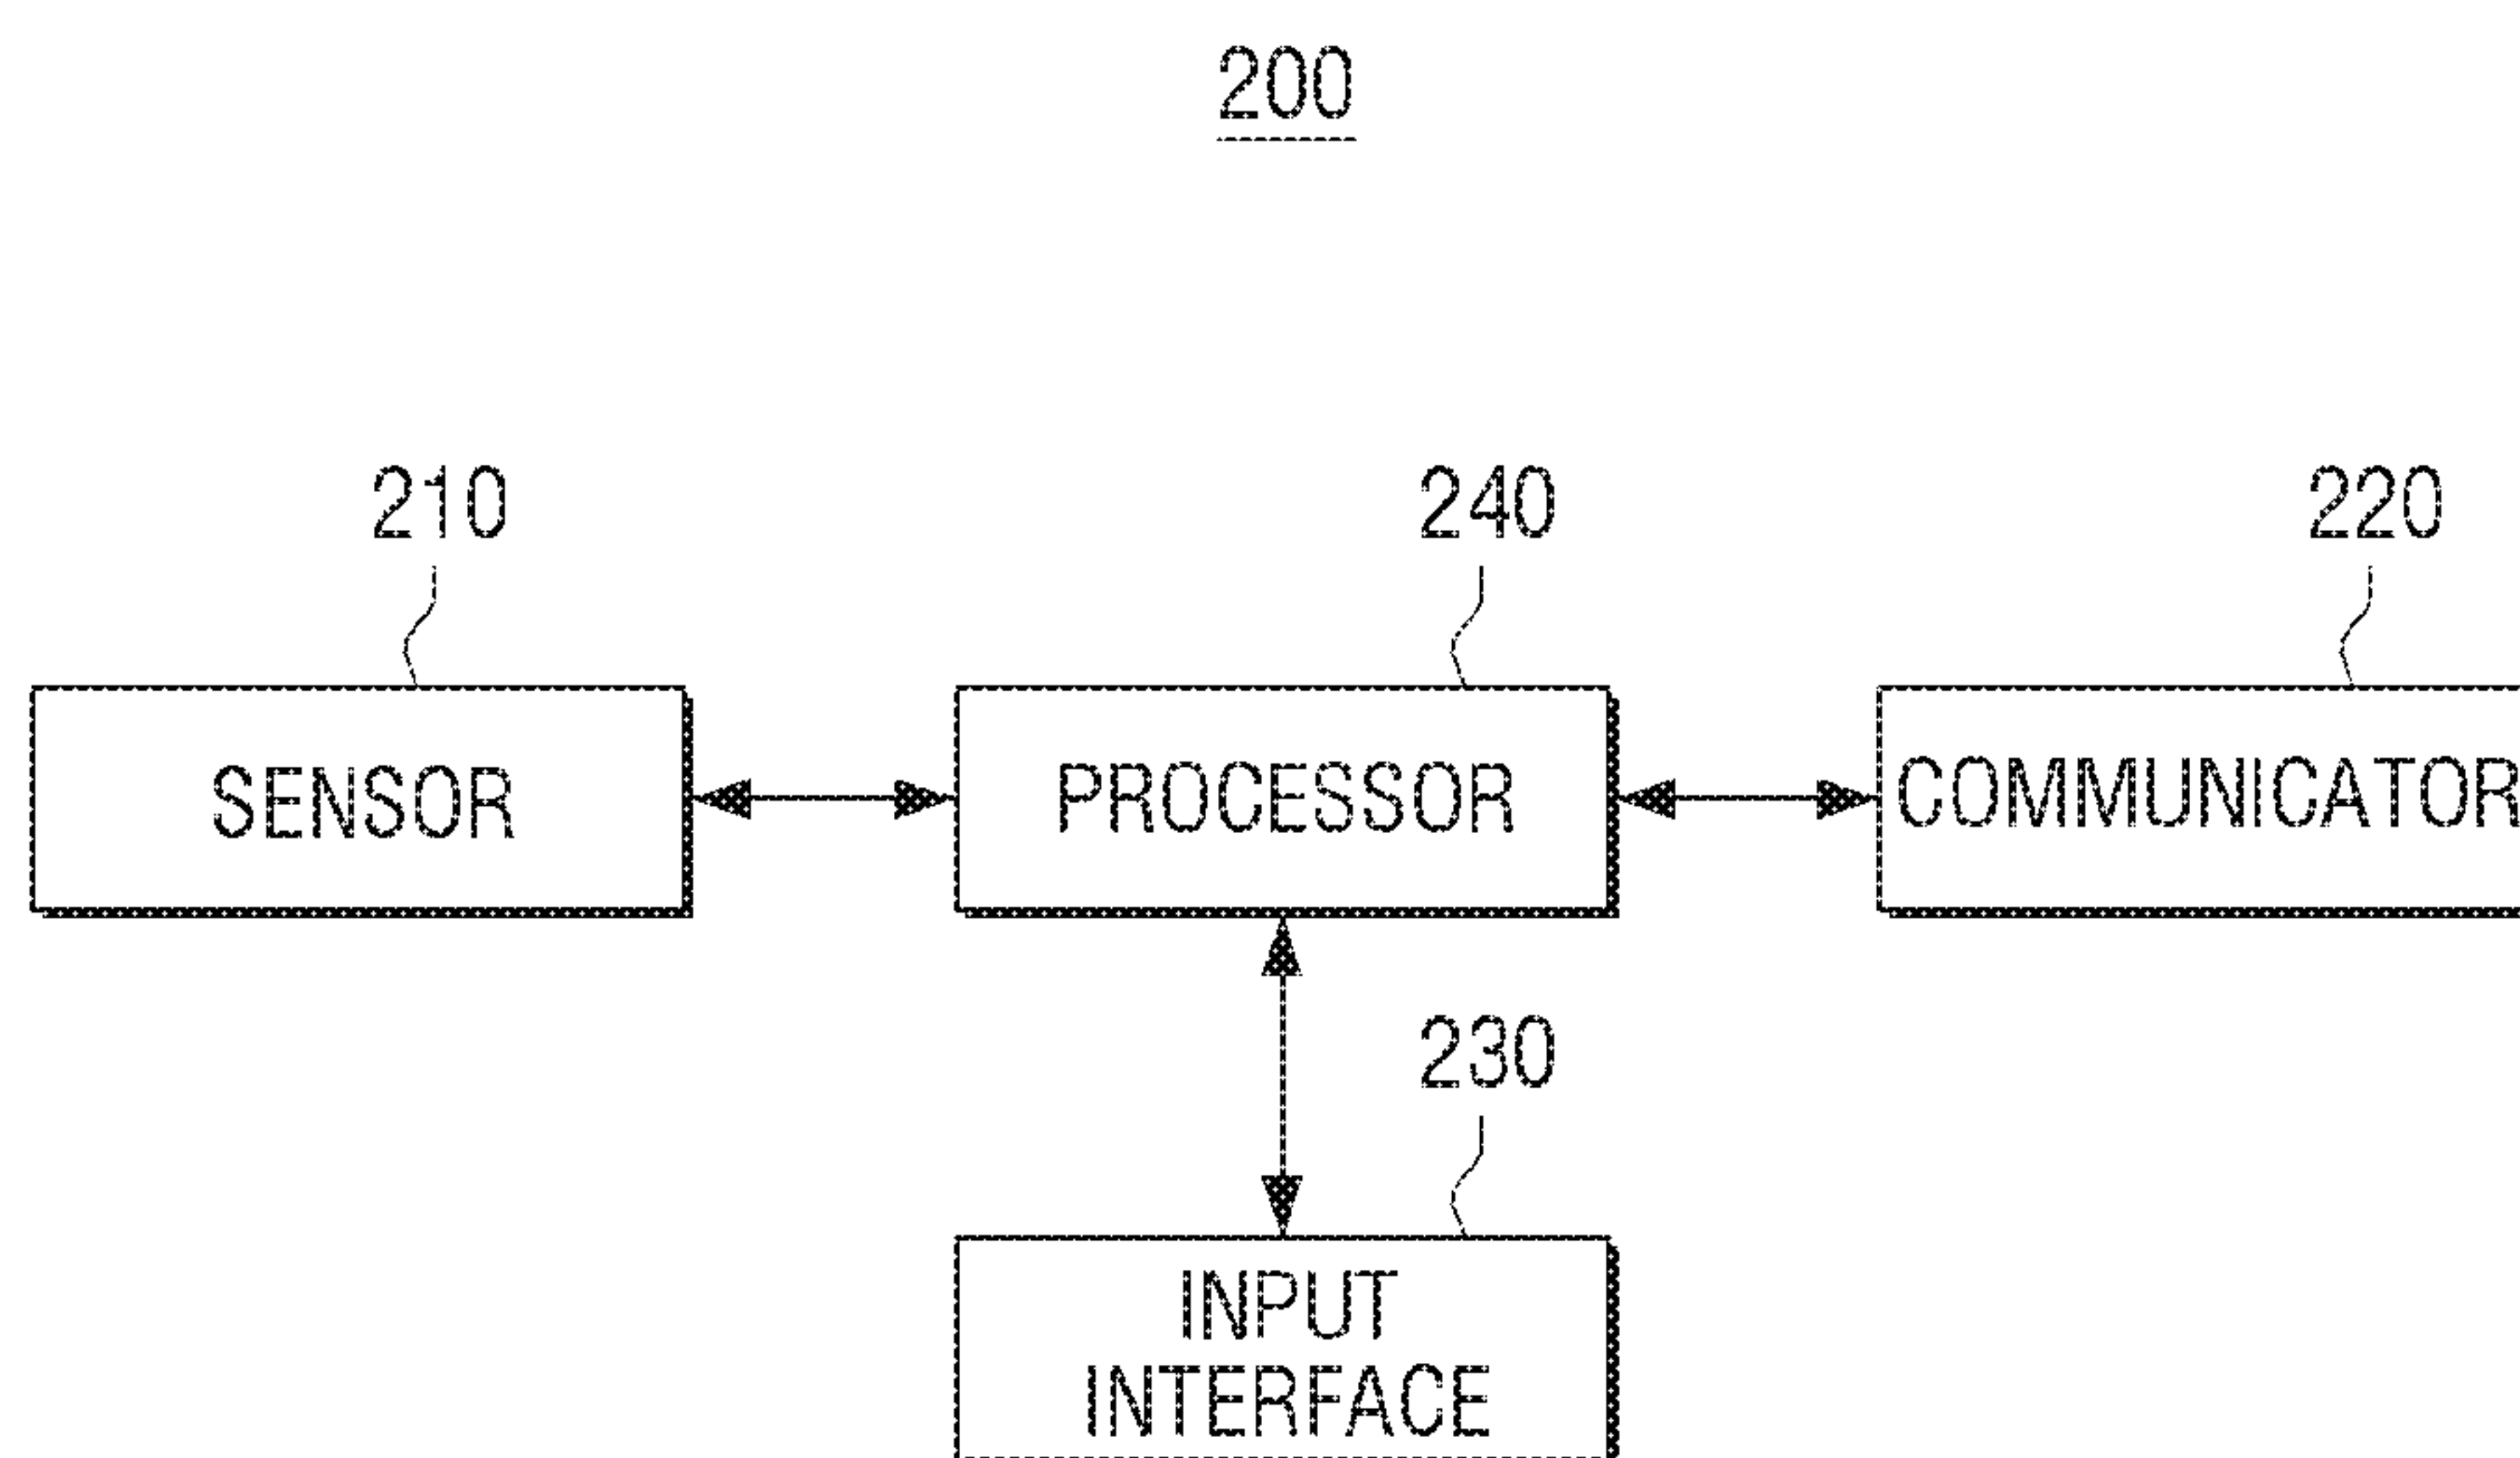 200
210
240
220
SENSOR
PROCESSOR
COMMUNICATOR
230
INPUT
INTERFACE